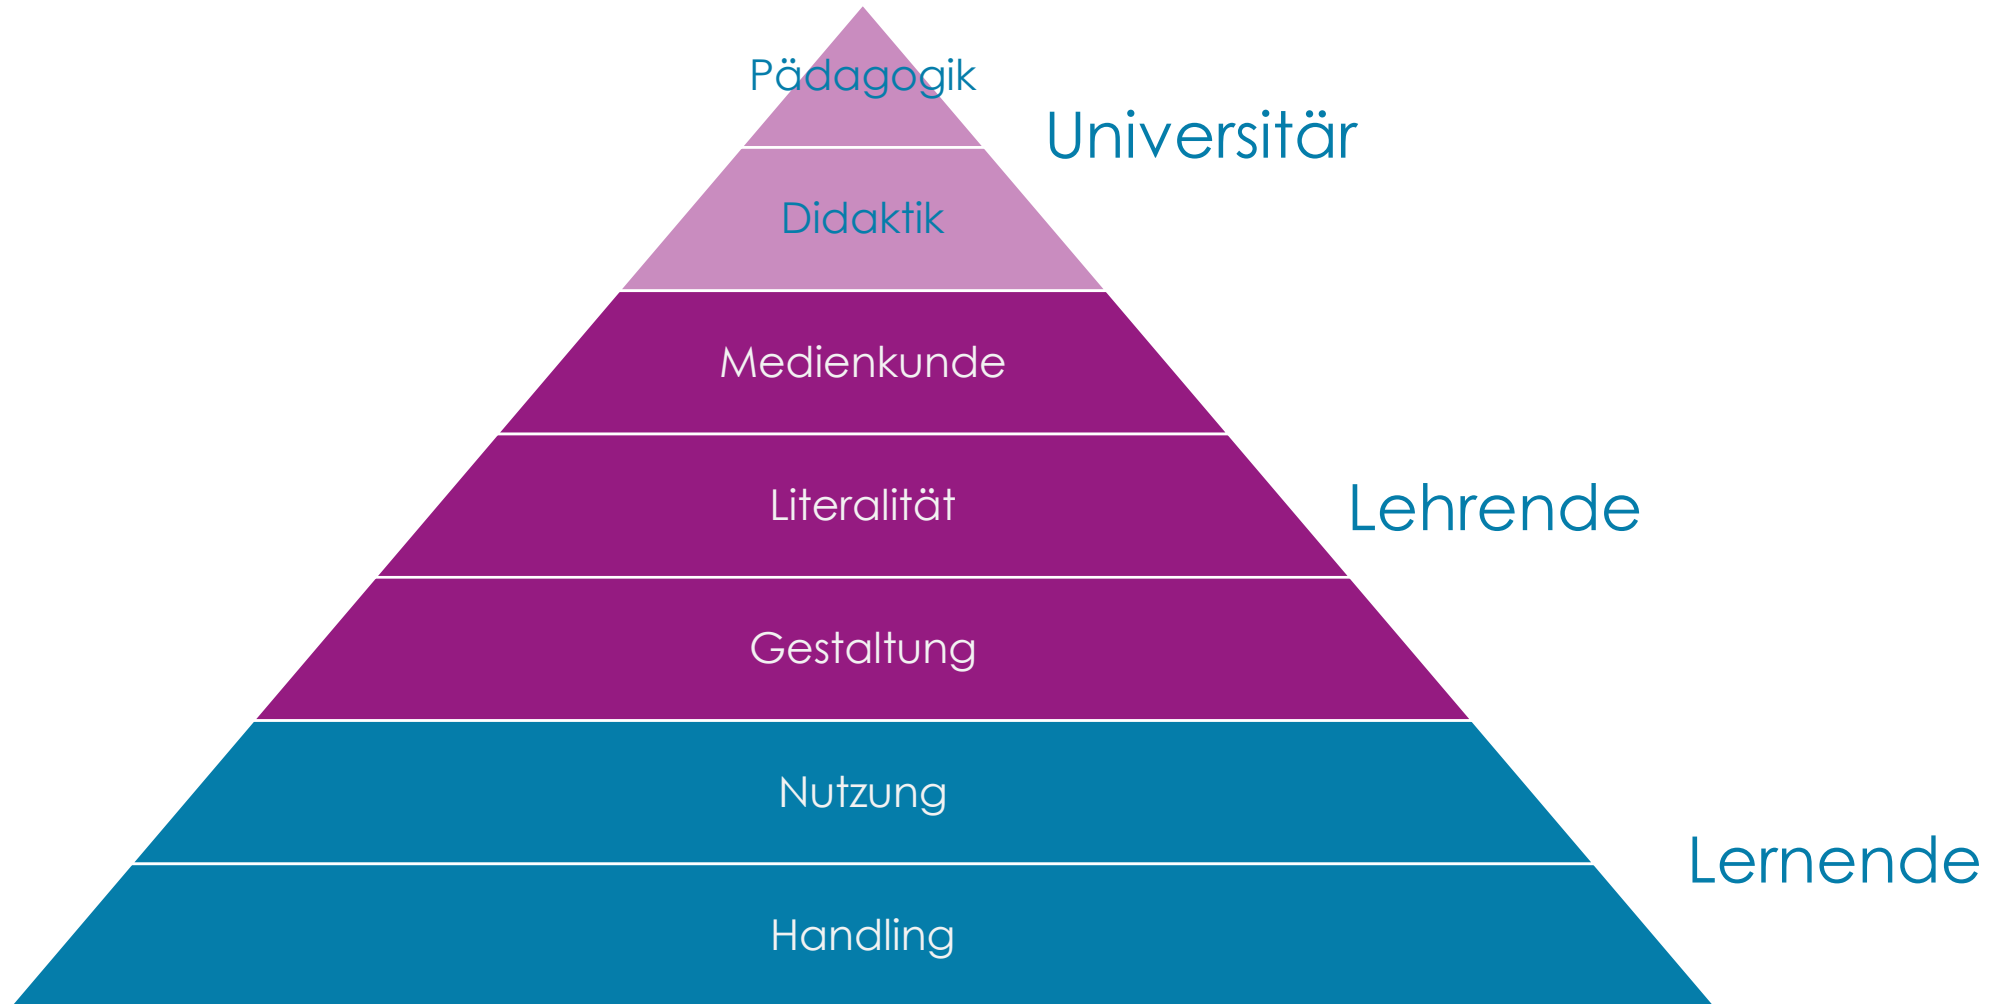 Pädagogik
Universitär
Didaktik
Medienkunde
Literalität
Lehrende
Gestaltung
Nutzung
Lernende
Handling